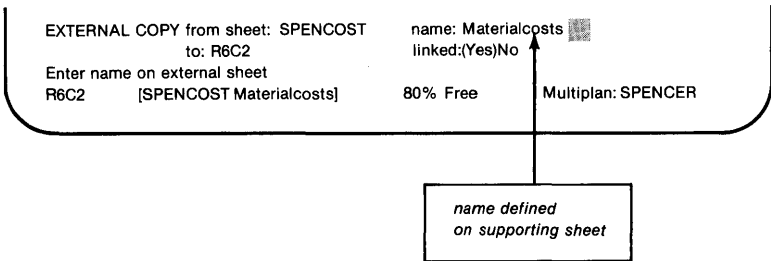 EXTERNAL COPY from sheet: SPENCOST name: Materialcosts
to: R6C2 linked:(Yes)No
Enter name on external sheet
R6C2 [SPENCOST Materialcosts] 80% Free Multiplan: SPENCER
name defined
on supporting sheet